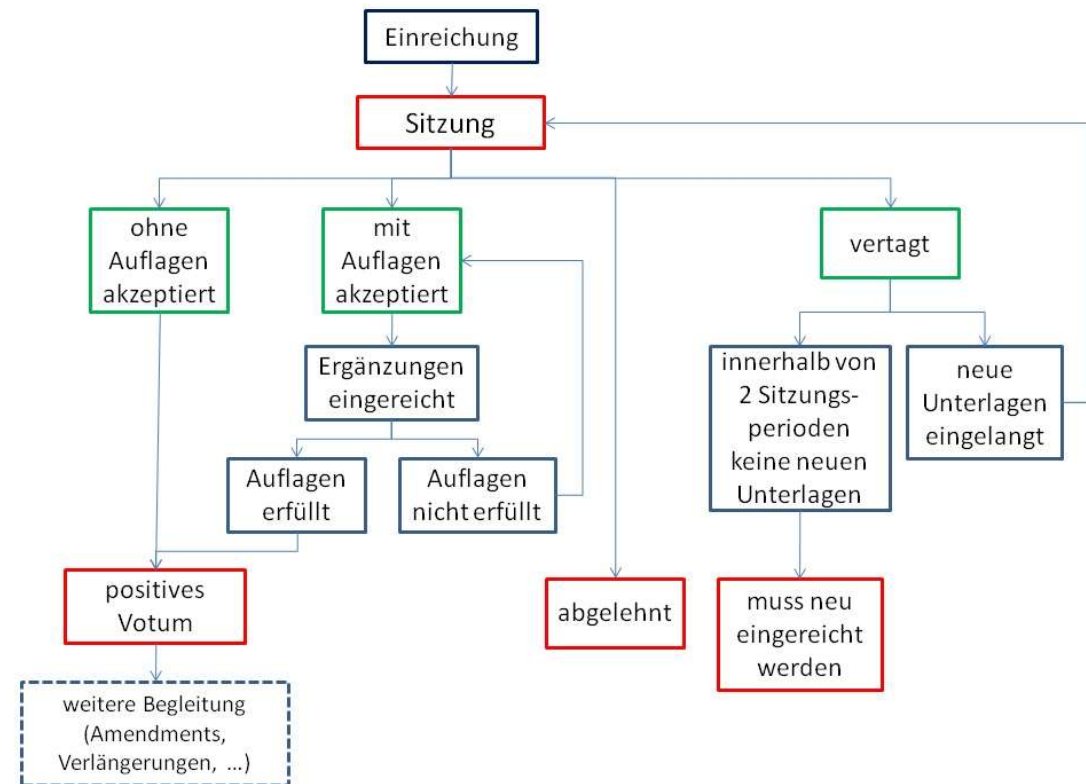 Einreichung
Sitzung
ohne
Auflagen
akzeptiert
mit
Auflagen
akzeptiert
vertagt
Ergänzungen
eingereicht
innerhalb von
2 Sitzungs-
perioden
keine neuen
Unterlagen
neue
Unterlagen
eingelangt
Auflagen
erfüllt
Auflagen
nicht erfüllt
positives
Votum
abgelehnt
muss neu
eingereicht
werden
weitere Begleitung
(Amendments,
Verlängerungen, ...)